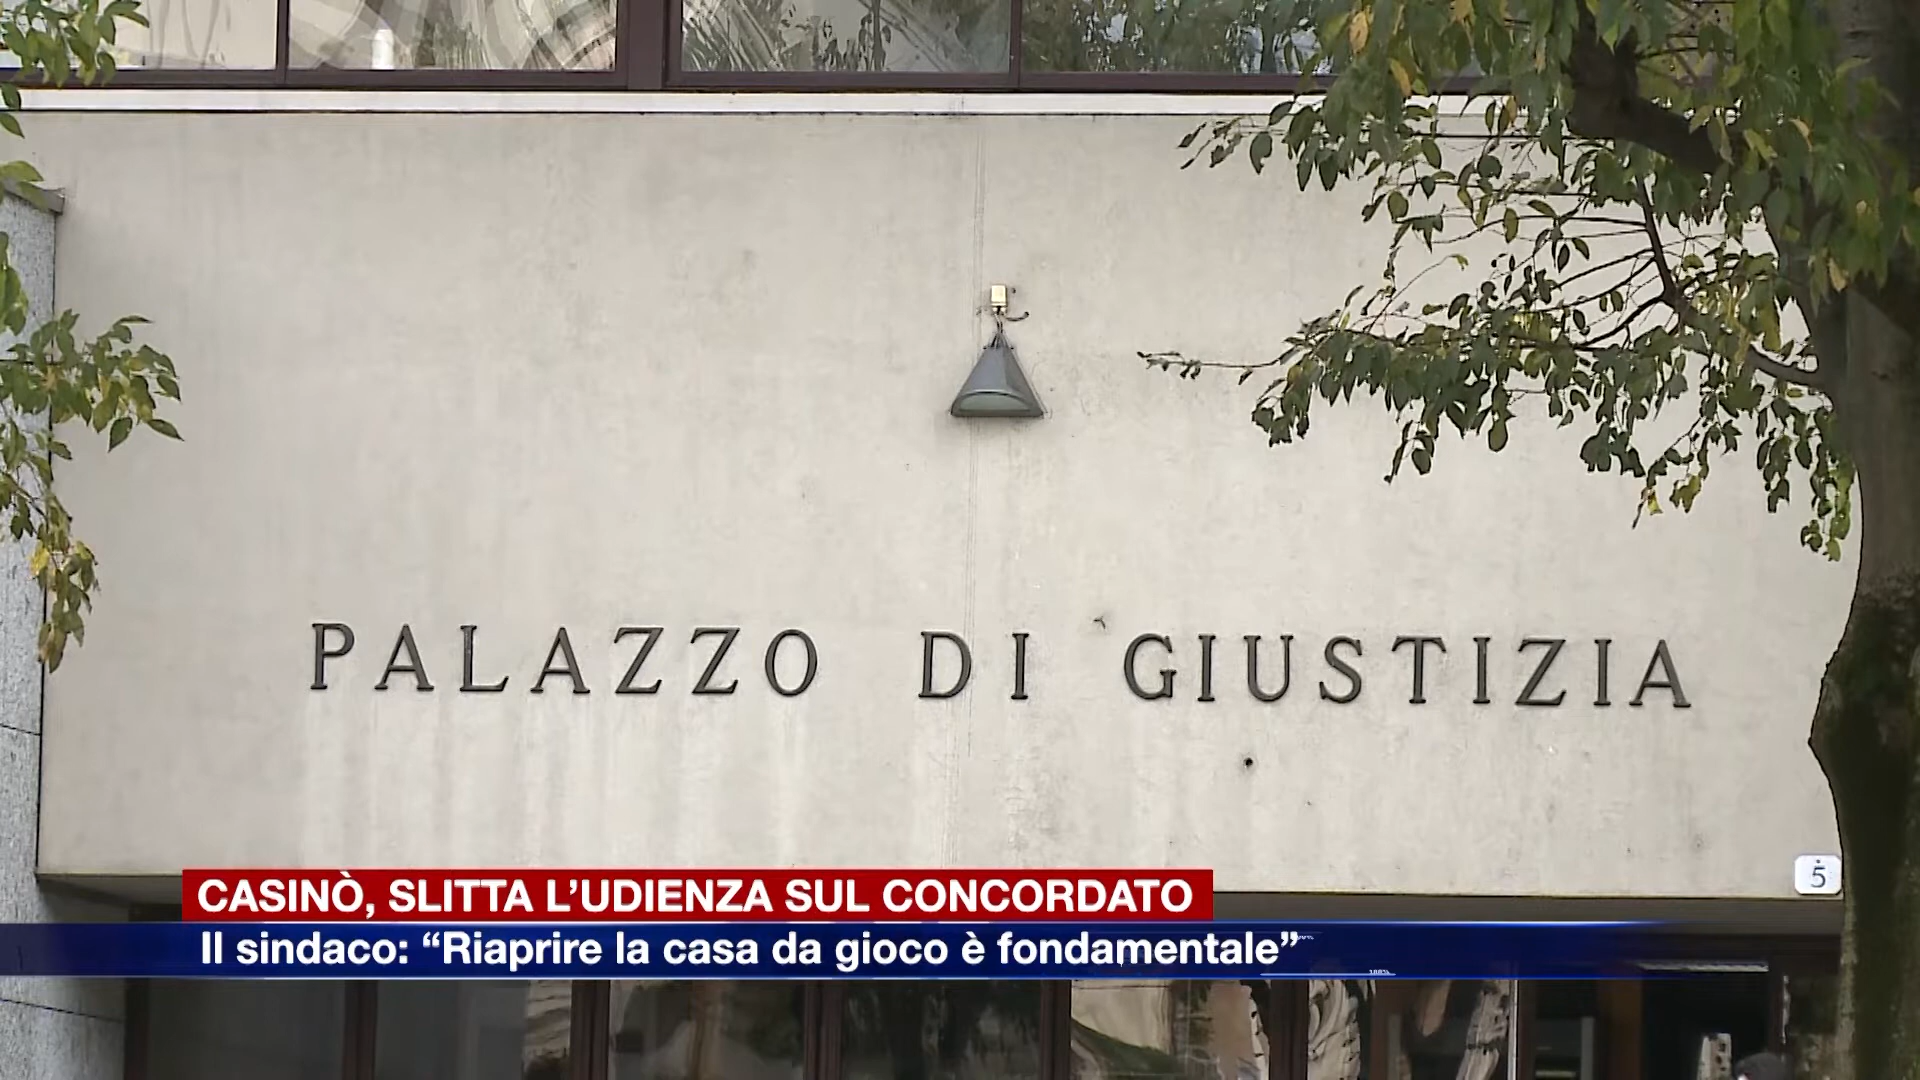 PALAZZO DI GIUSTIZIA
5
CASINÒ, SLITTA L’UDIENZA SUL CONCORDATO
Il sindaco: “Riaprire la casa da gioco è fondamentale”